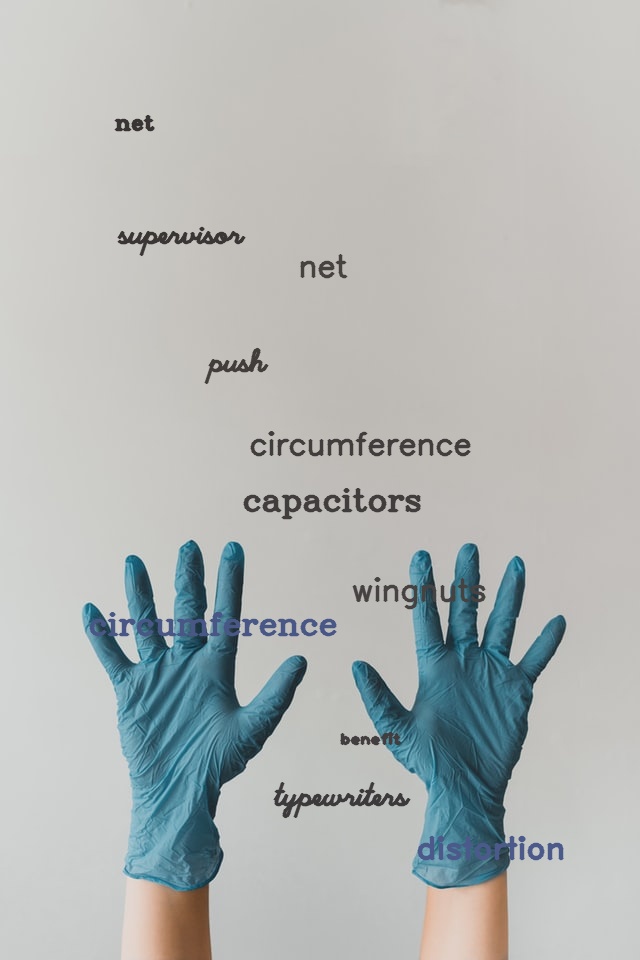 net
supervisor
net
push
circumference
capacitors
wingnuts
circumference
benefit
typewriters
distortion